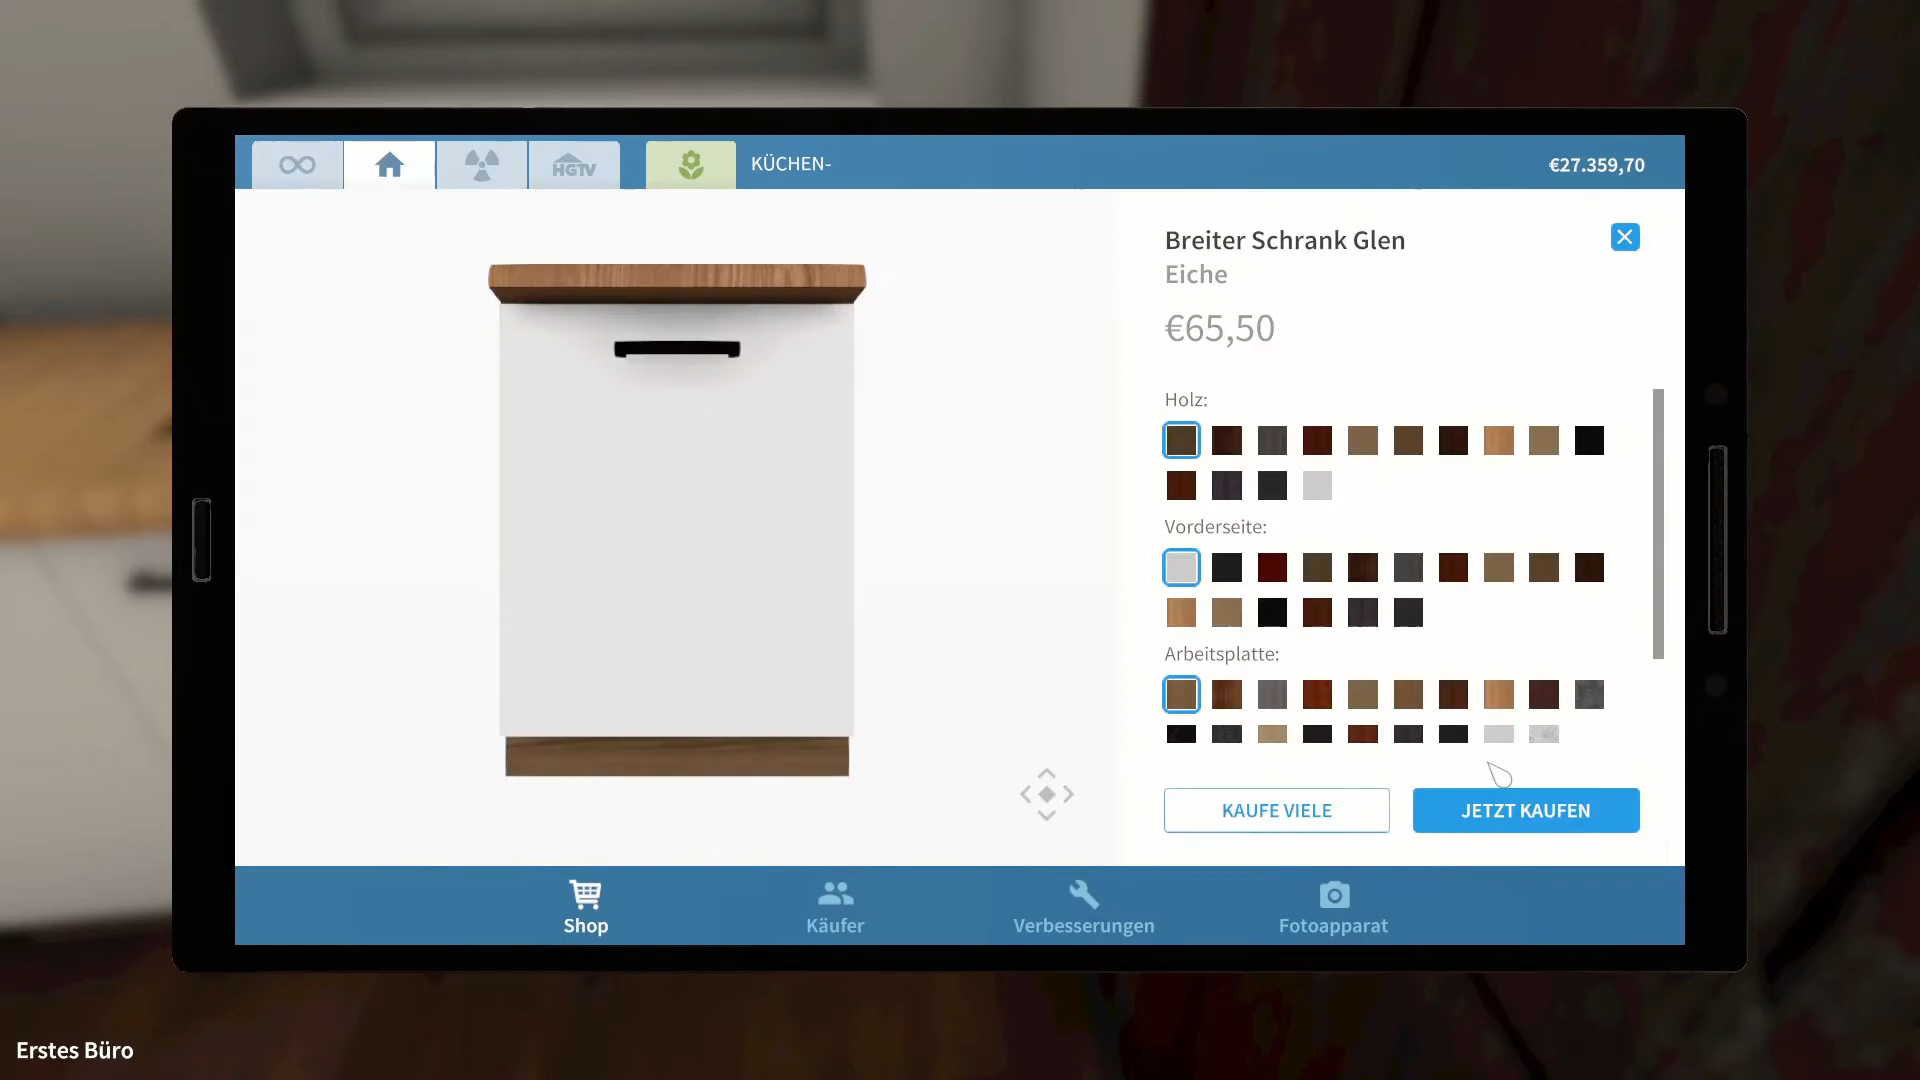 HGTV
KÜCHEN-
€27.359,70
Breiter Schrank Glen
Eiche
€65,50
Holz:
Vorderseite:
Arbeitsplatte:
KAUFE VIELE
JETZT KAUFEN
Shop
Käufer
Verbesserungen
Fotoapparat
Erstes Büro